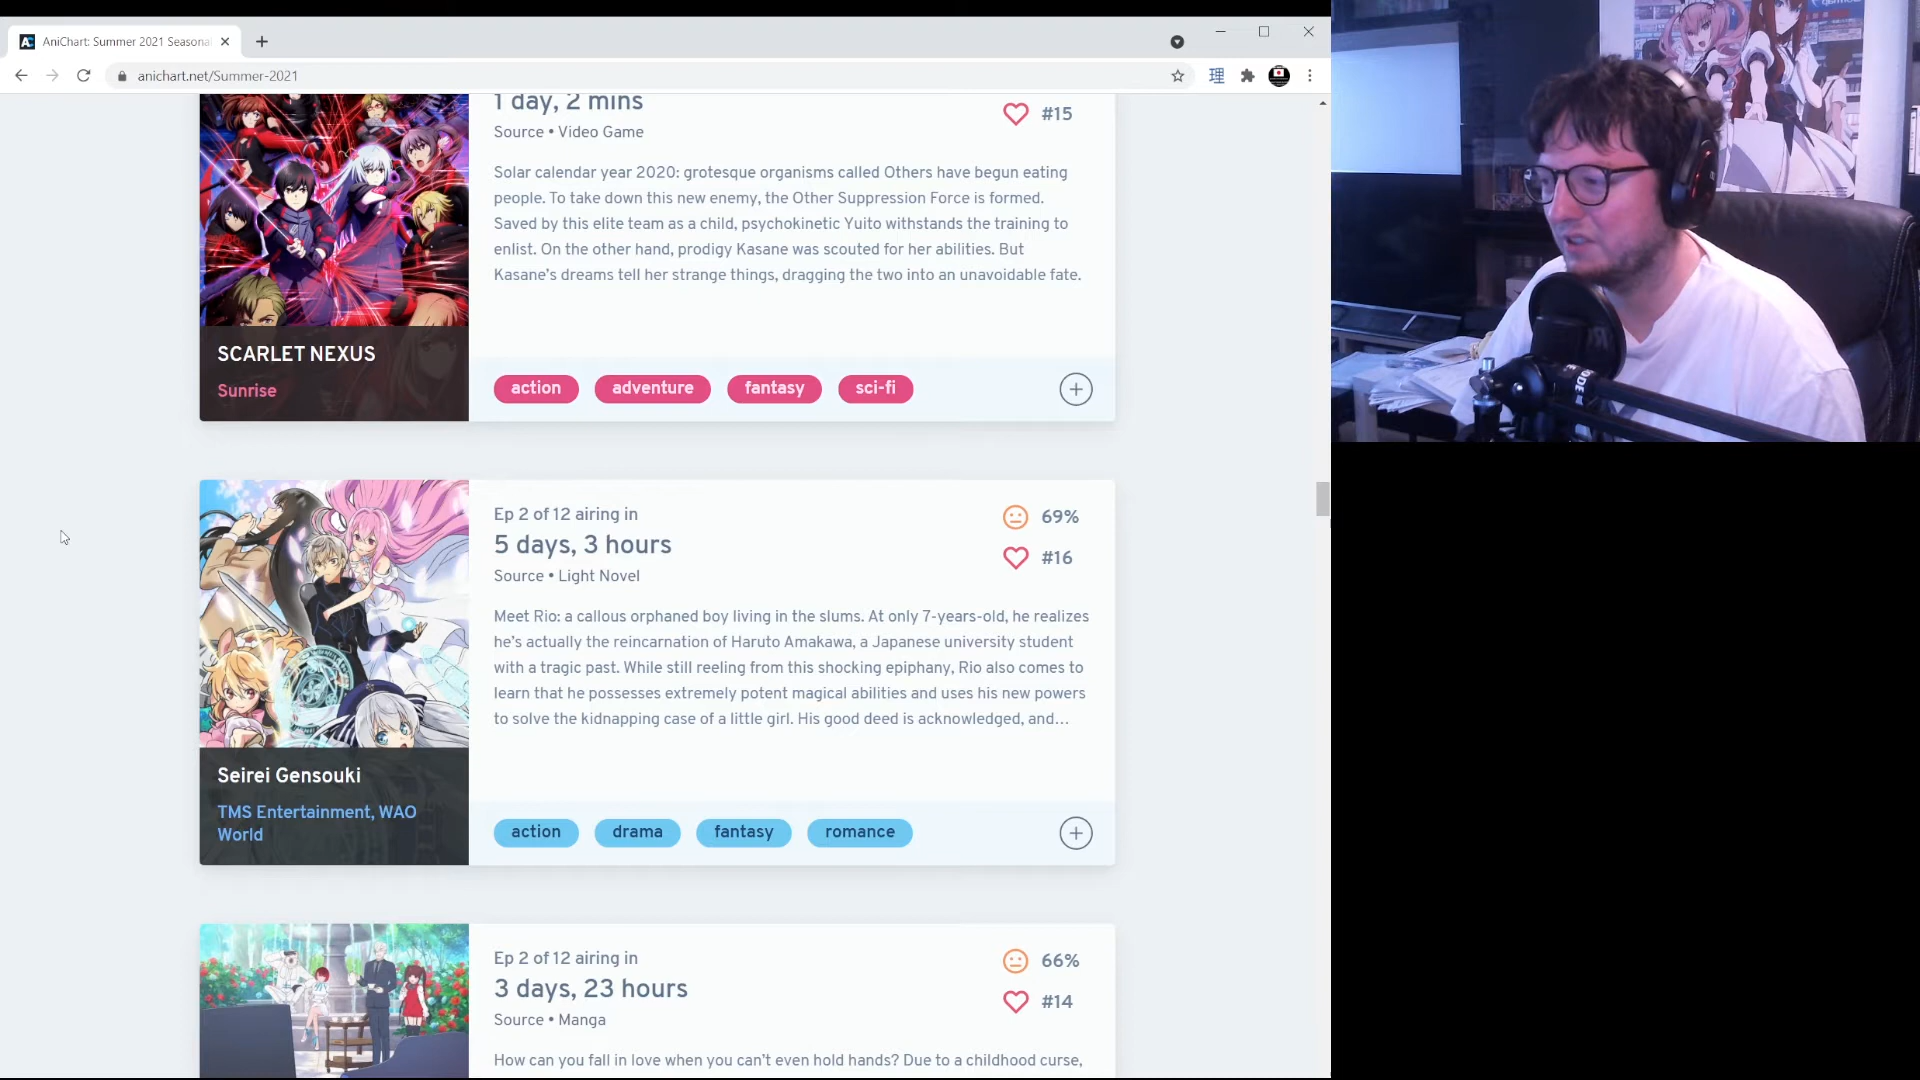 AniChart: Summer 2021 Seasona
anichart.net/Summer-2021
1 day, 2 mins
#15
Source • Video Game
Solar calendar year 2020: grotesque organisms called Others have begun eating
people. To take down this new enemy, the Other Suppression Force is formed.
Saved by this elite team as a child, psychokinetic Yuito withstands the training to
enlist. On the other hand, prodigy Kasane was scouted for her abilities. But
Kasane’s dreams tell her strange things, dragging the two into an unavoidable fate.
SCARLET NEXUS
Sunrise
action adventure fantasy sci-fi
Ep 2 of 12 airing in
69%
5 days, 3 hours
#16
Source • Light Novel
Meet Rio: a callous orphaned boy living in the slums. At only 7-years-old, he realizes
he’s actually the reincarnation of Haruto Amakawa, a Japanese university student
with a tragic past. While still reeling from this shocking epiphany, Rio also comes to
learn that he possesses extremely potent magical abilities and uses his new powers
to solve the kidnapping case of a little girl. His good deed is acknowledged, and…
Seirei Gensouki
TMS Entertainment, WAO
World
action drama fantasy romance
Ep 2 of 12 airing in
66%
3 days, 23 hours
#14
Source • Manga
How can you fall in love when you can’t even hold hands? Due to a childhood curse,